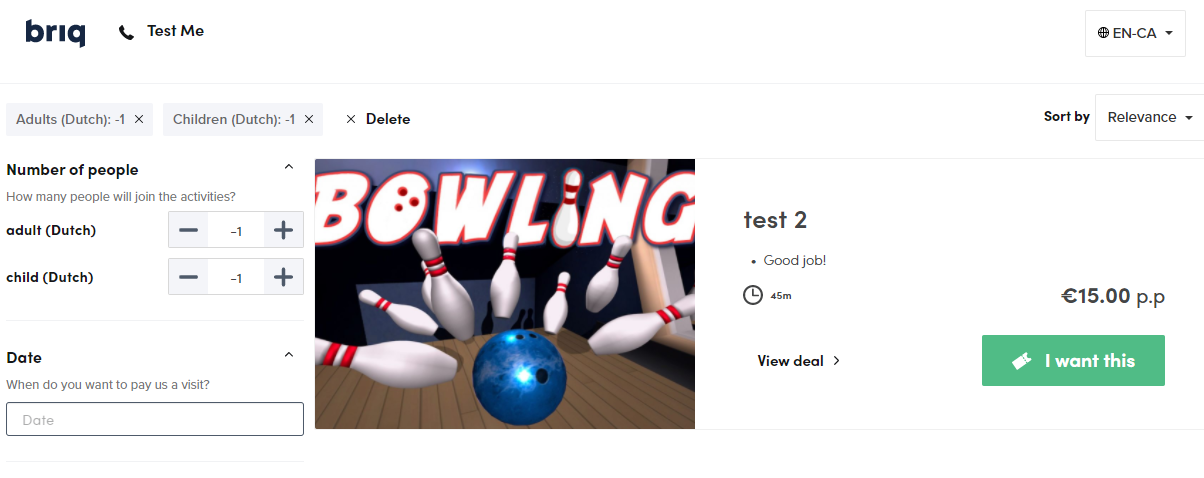 briq
Test Me
EN-CA
Adults (Dutch): -1
Children (Dutch): -1
Delete
Sort by
Relevance
Number of people
How many people will join the activities?
adult (Dutch)
-1
child (Dutch)
-1
Date
When do you want to pay us a visit?
Date
BOWLING
test 2
• Good job!
45m
€15.00 p.p
View deal
I want this